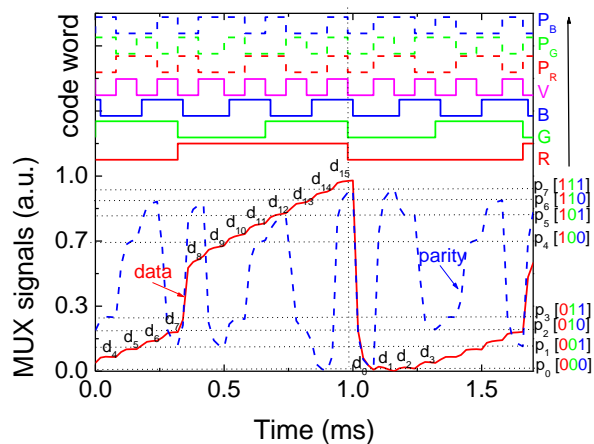 code word
P_B
P_G
P_R
V
B
G
R
MUX signals (a.u.)
1.0
0.7
0.3
0.0
d_4
d_5
d_6
d_7
d_8
d_9
d_10
d_11
d_12
d_13
d_14
d_15
d_0
d_1
d_2
d_3
data
parity
p_7 [111]
p_6 [110]
p_5 [101]
p_4 [100]
p_3 [011]
p_2 [010]
p_1 [001]
p_0 [000]
0.0 0.5 1.0 1.5
Time (ms)